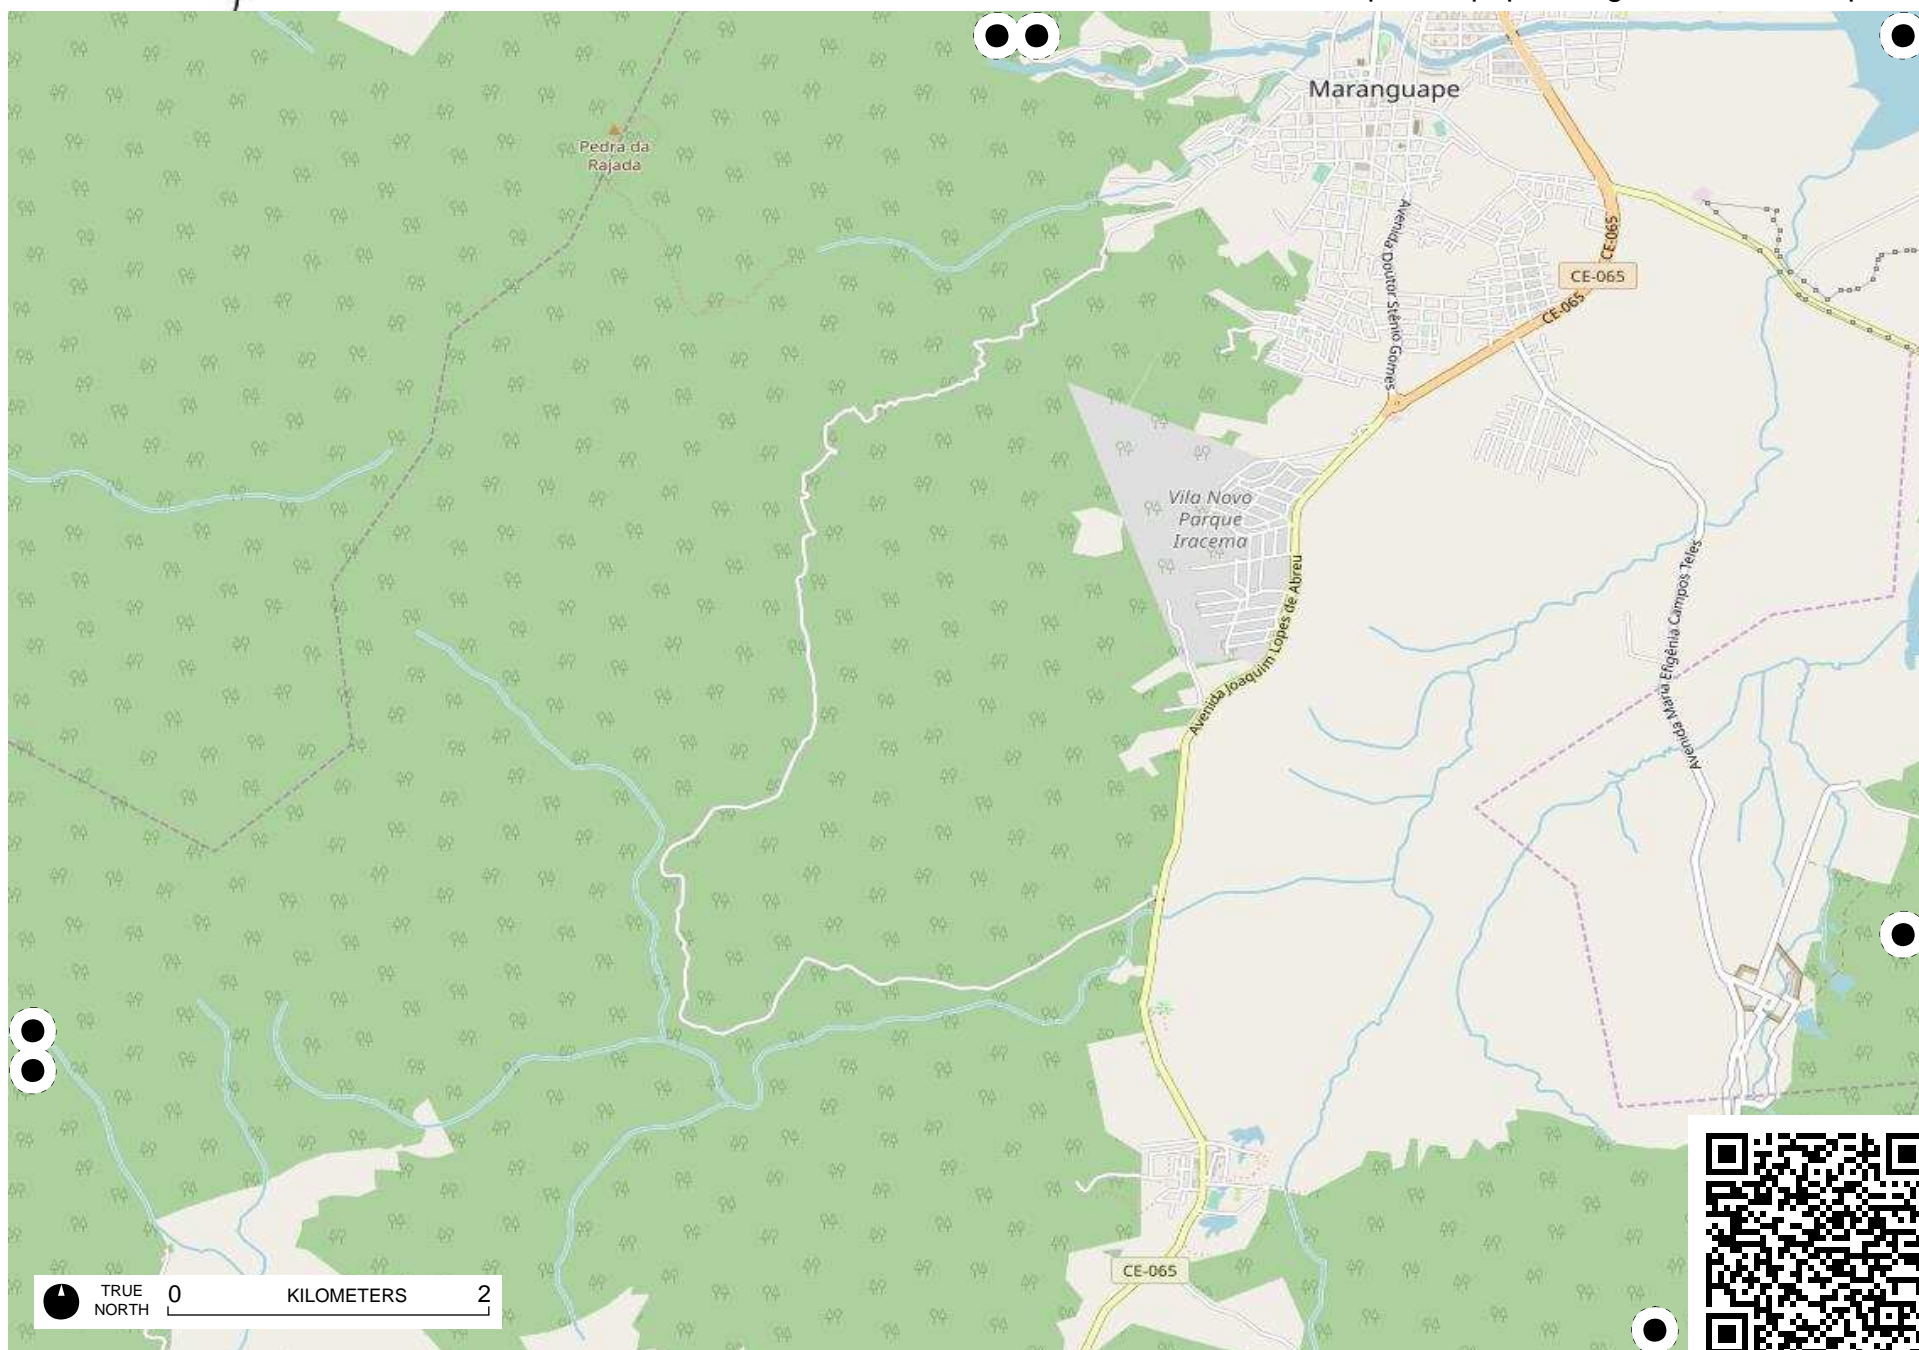 Maranguape
Pedra da
Rajada
Avenida Doutor Stênio Gomes
CE-065
CE-065
CE-065
Vila Novo
Parque
Iracema
Avenida Joaquim Lopes de Abreu
Avenida Maria Efigênia Campos Teles
CE-065
TRUE
NORTH
0 KILOMETERS 2